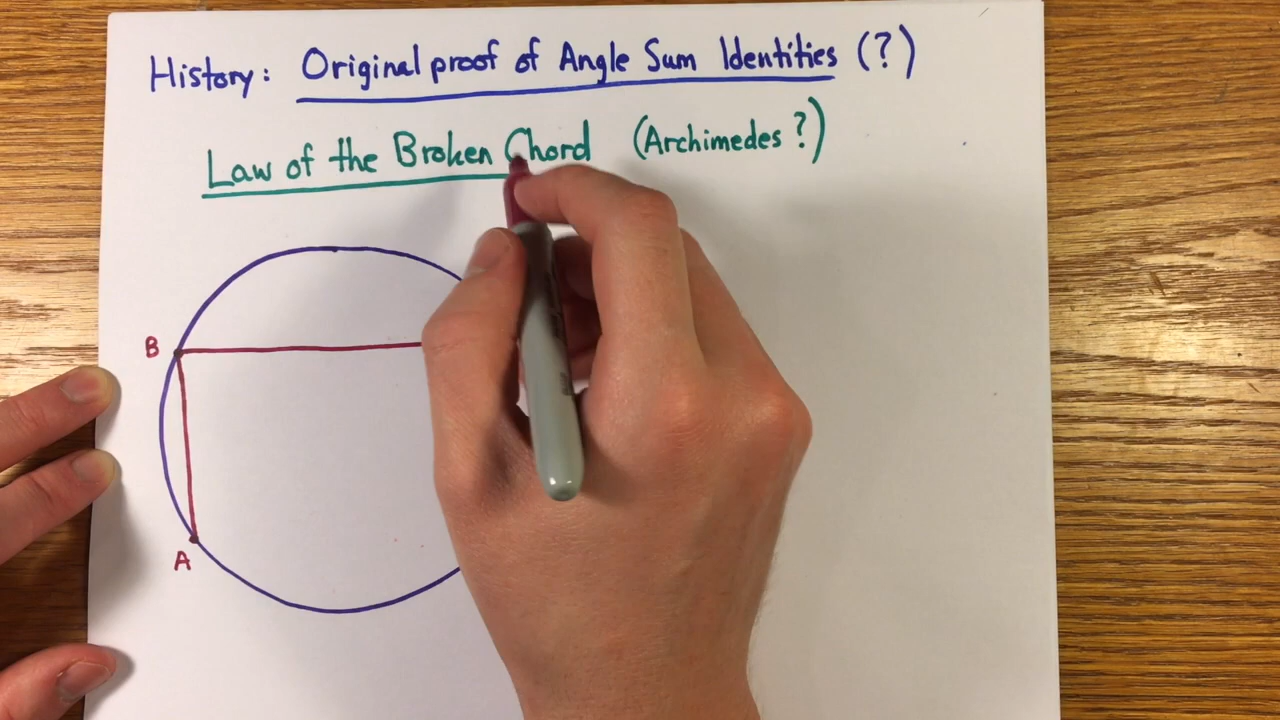 History: Original proof of Angle Sum Identities (?)
Law of the Broken Chord (Archimedes?)
B
A